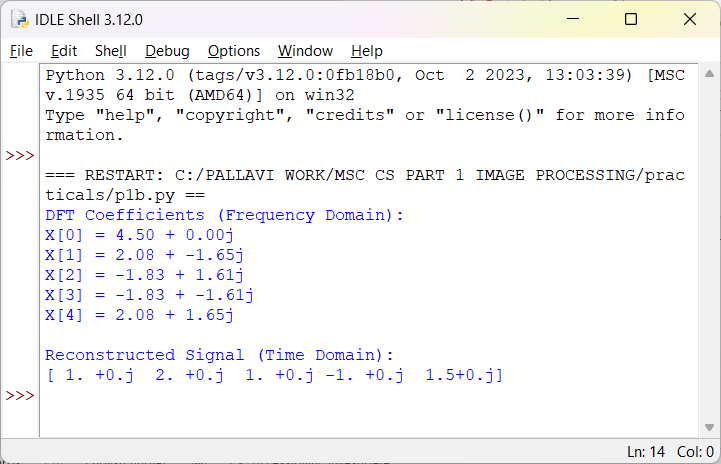 IDLE Shell 3.12.0
File Edit Shell Debug Options Window Help
Python 3.12.0 (tags/v3.12.0:0fb18b0, Oct  2 2023, 13:03:39) [MSC
v.1935 64 bit (AMD64)] on win32
Type "help", "copyright", "credits" or "license()" for more info
rmation.
>>>
=== RESTART: C:/PALLAVI WORK/MSC CS PART 1 IMAGE PROCESSING/prac
ticals/p1b.py ==
DFT Coefficients (Frequency Domain):
X[0] = 4.50 + 0.00j
X[1] = 2.08 + -1.65j
X[2] = -1.83 + 1.61j
X[3] = -1.83 + -1.61j
X[4] = 2.08 + 1.65j
Reconstructed Signal (Time Domain):
[ 1. +0.j  2. +0.j  1. +0.j -1. +0.j  1.5+0.j]
>>>
Ln: 14 Col: 0